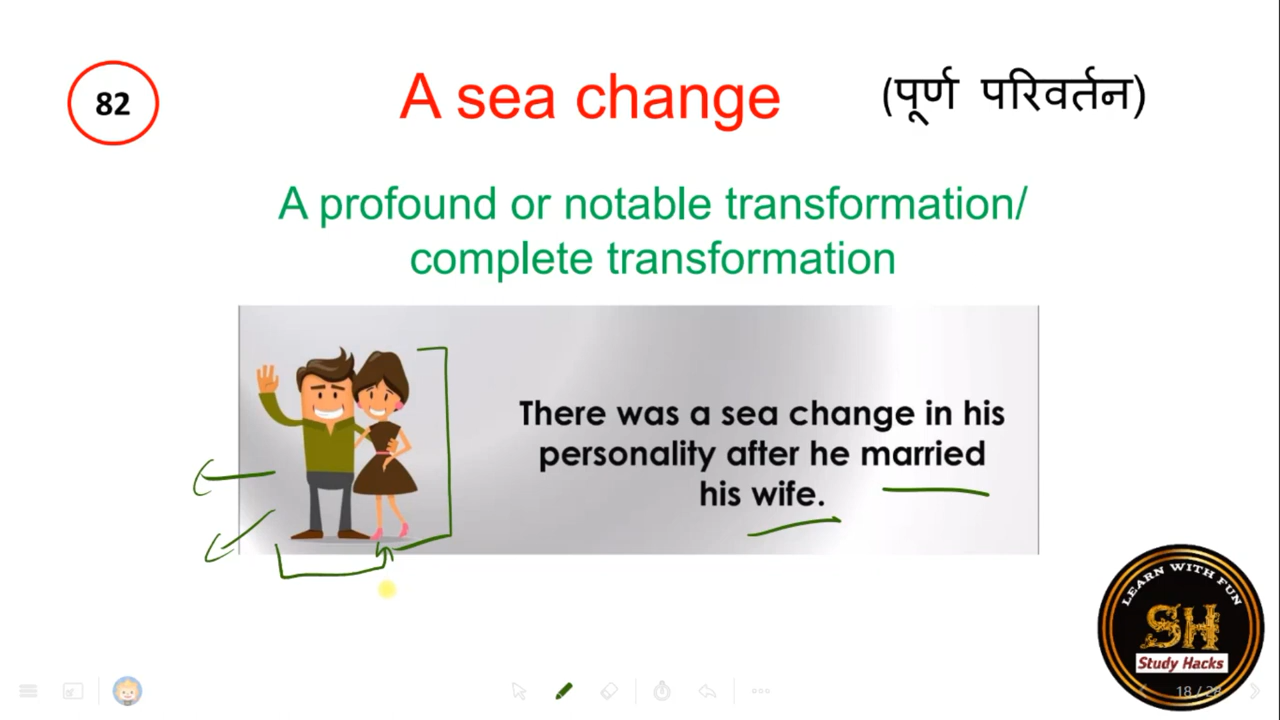 82
A sea change
(पूर्ण परिवर्तन)
A profound or notable transformation/
complete transformation
There was a sea change in his
personality after he married
his wife.
LEARN WITH FUN
SH
Study Hacks